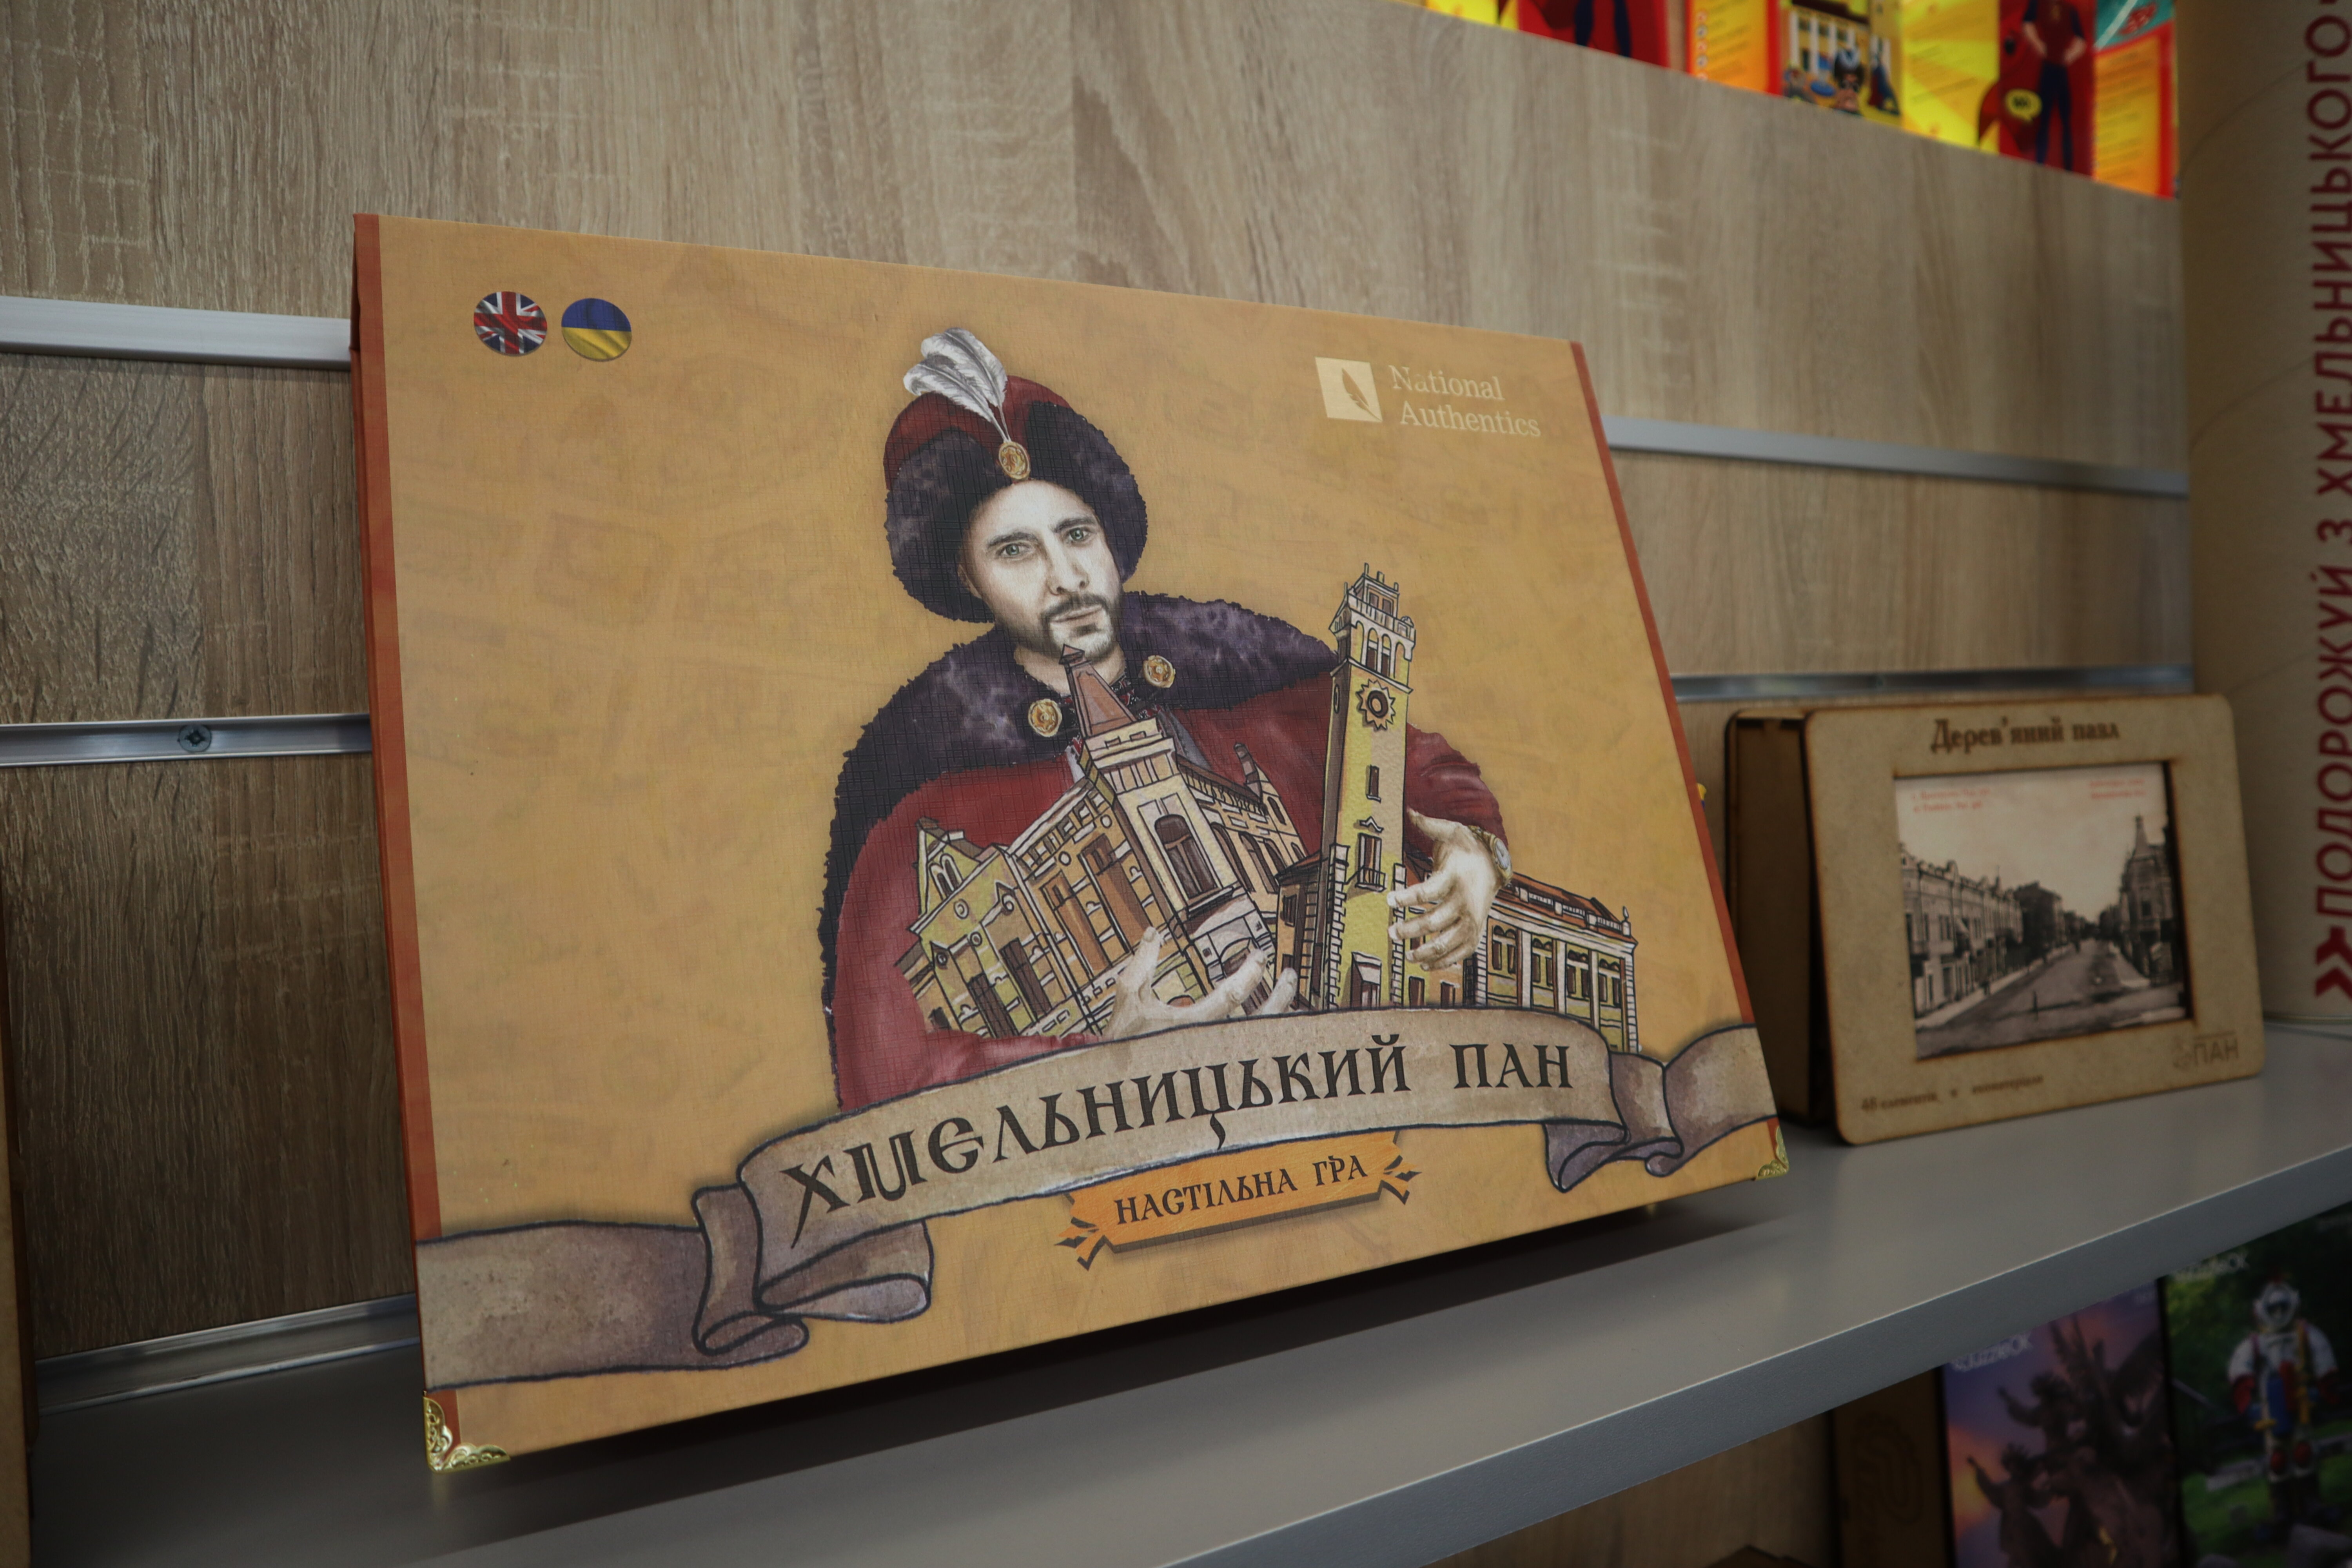 National
Authentics
ХМЕЛЬНИЦЬКИЙ ПАН
НАСТІЛЬНА ГРА
Дерев'яний пазл
ПАН
ПОДОРОЖУЙ З ХМЕЛЬНИЦЬКОГО